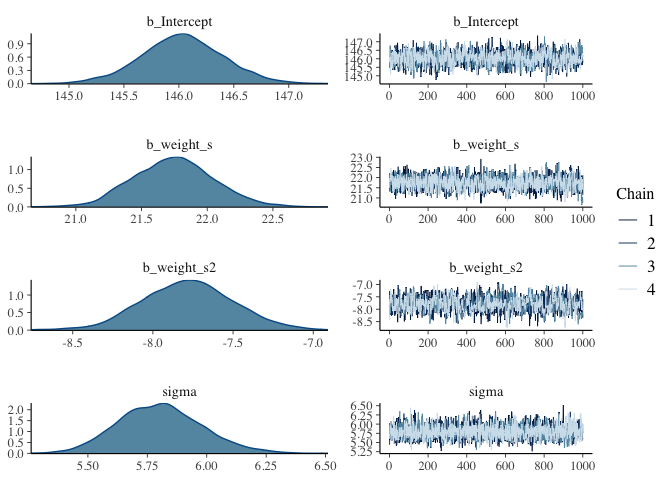 b_Intercept
0.9
0.6
0.3
0.0
145.0 145.5 146.0 146.5 147.0
b_Intercept
147.0
146.5
146.0
145.5
145.0
0 200 400 600 800 1000
b_weight_s
1.0
0.5
0.0
21.0 21.5 22.0 22.5
b_weight_s
23.0
22.5
22.0
21.5
21.0
0 200 400 600 800 1000
b_weight_s2
1.0
0.5
0.0
-8.5 -8.0 -7.5 -7.0
b_weight_s2
-7.0
-7.5
-8.0
-8.5
0 200 400 600 800 1000
sigma
2.0
1.5
1.0
0.5
0.0
5.50 5.75 6.00 6.25 6.50
sigma
6.50
6.25
6.00
5.75
5.50
5.25
0 200 400 600 800 1000
Chain
1
2
3
4